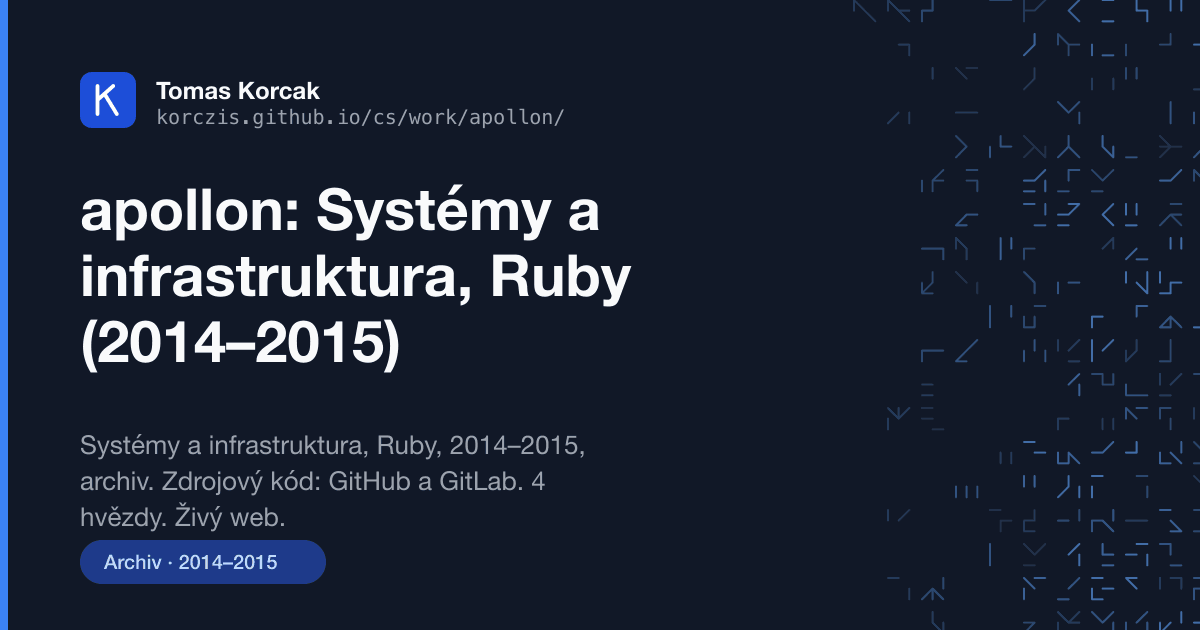 K
Tomas Korcak
korczis.github.io/cs/work/apollon/
apollon: Systémy a
infrastruktura, Ruby
(2014–2015)
Systémy a infrastruktura, Ruby, 2014–2015,
archiv. Zdrojový kód: GitHub a GitLab. 4
hvězdy. Živý web.
Archiv · 2014–2015